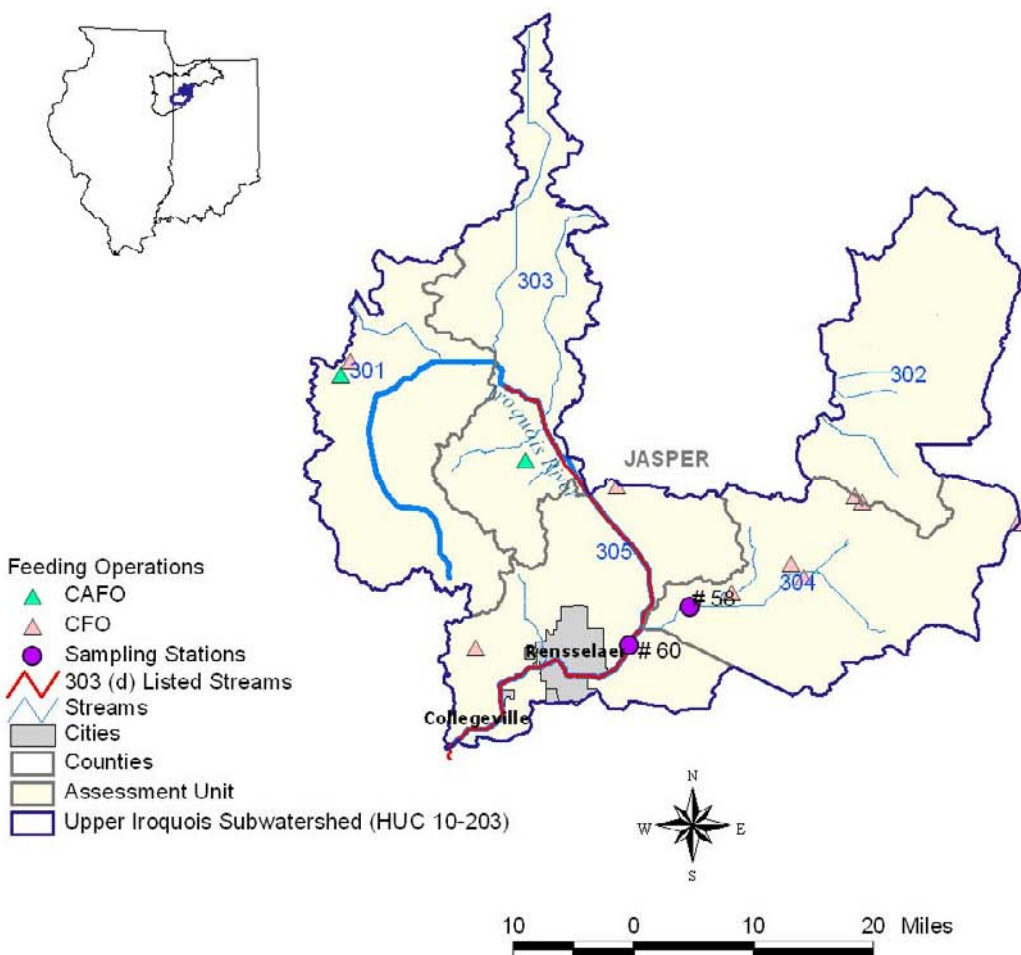 303
301
302
Iroquois River
JASPER
305
304
# 58
# 60
Rensselaer
Collegeville
Feeding Operations
CAFO
CFO
Sampling Stations
303 (d) Listed Streams
Streams
Cities
Counties
Assessment Unit
Upper Iroquois Subwatershed (HUC 10-203)
N
W
E
S
10 0 10 20 Miles